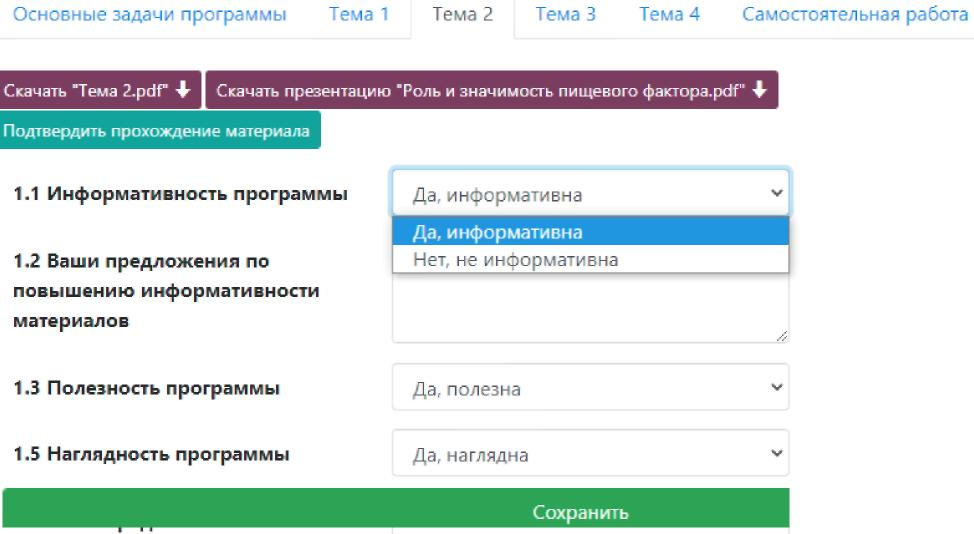 Основные задачи программы Тема 1 Тема 2 Тема 3 Тема 4 Самостоятельная работа
Скачать "Тема 2.pdf" Скачать презентацию "Роль и значимость пищевого фактора.pdf"
Подтвердить прохождение материала
1.1 Информативность программы Да, информативна
Да, информативна
Нет, не информативна
1.2 Ваши предложения по
повышению информативности
материалов
1.3 Полезность программы Да, полезна
1.5 Наглядность программы Да, наглядна
Сохранить